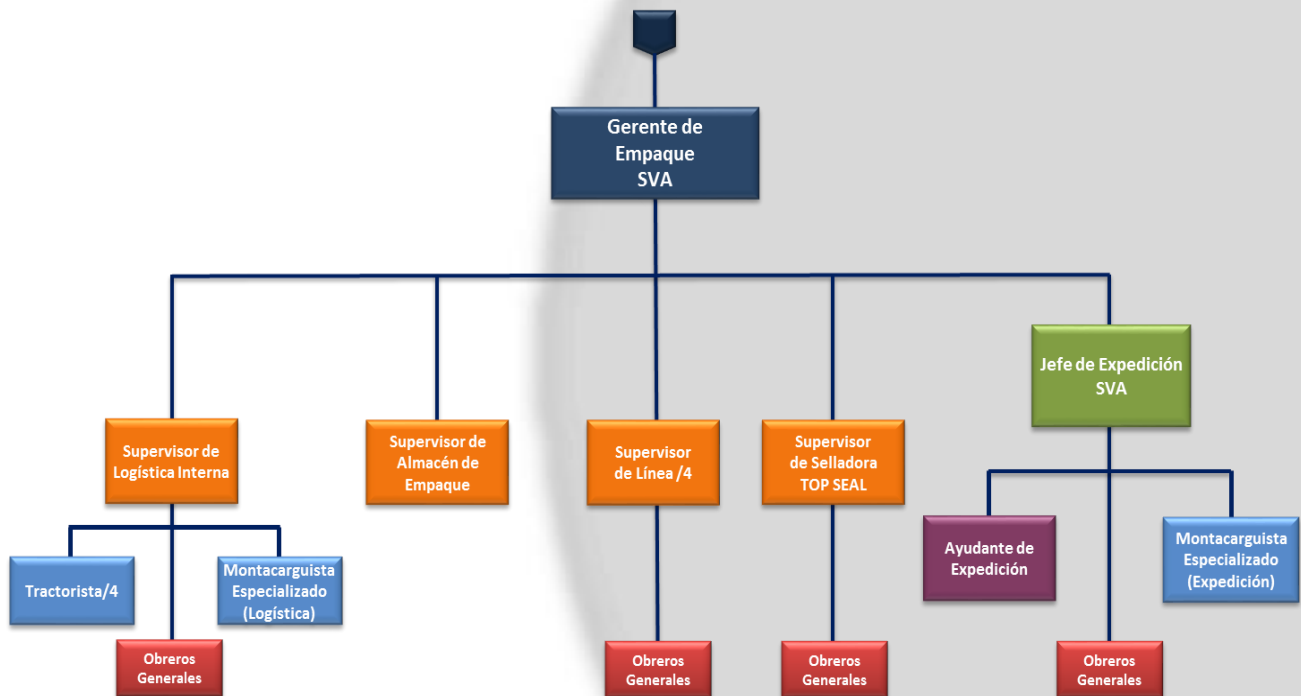 Gerente de
Empaque
SVA
Jefe de Expedición
SVA
Supervisor de
Logística Interna
Supervisor de
Almacén de
Empaque
Supervisor
de Línea /4
Supervisor
de Selladora
TOP SEAL
Tractorista/4
Montacarguista
Especializado
(Logística)
Ayudante de
Expedición
Montacarguista
Especializado
(Expedición)
Obreros
Generales
Obreros
Generales
Obreros
Generales
Obreros
Generales